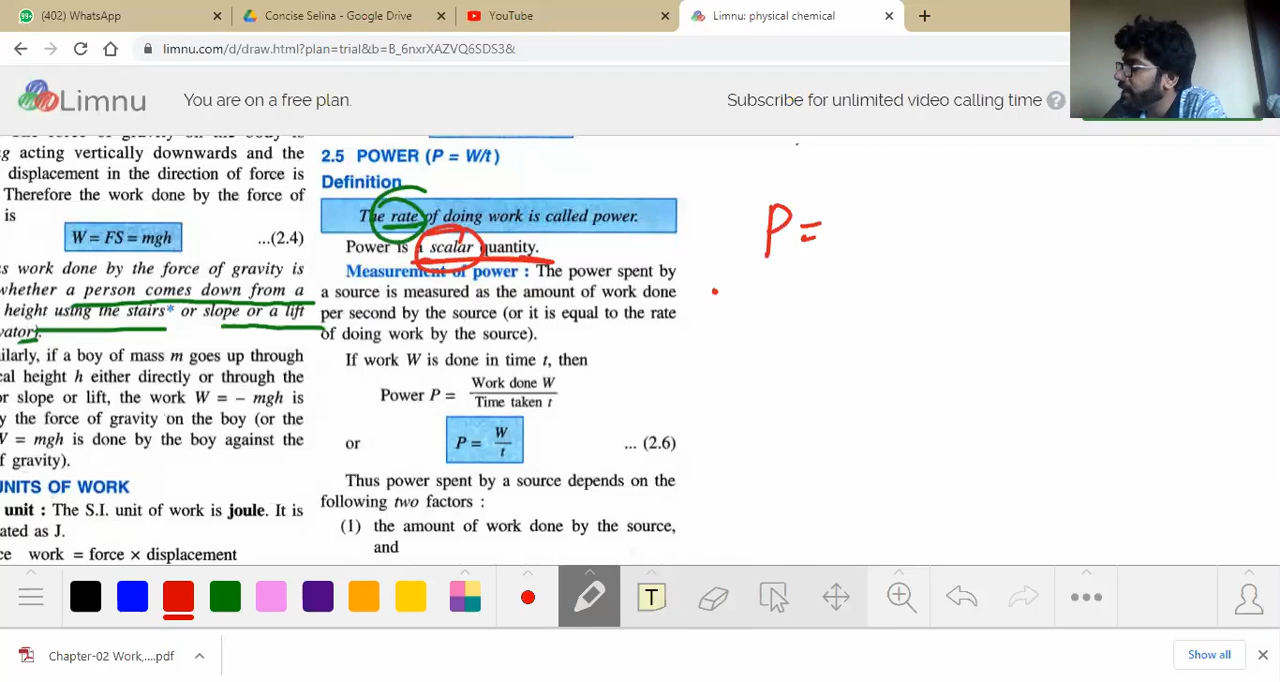 (402) WhatsApp
Concise Selina - Google Drive
YouTube
Limnu: physical chemical
limnu.com/d/draw.html?plan=trial&b=B_6nxrXAZVQ6SDS3&
Limnu
You are on a free plan.
Subscribe for unlimited video calling time
g acting vertically downwards and the
displacement in the direction of force is
Therefore the work done by the force of
is
W = FS = mgh ...(2.4)
s work done by the force of gravity is
whether a person comes down from a
height using the stairs* or slope or a lift
vator).
ilarly, if a boy of mass m goes up through
cal height h either directly or through the
or slope or lift, the work W = – mgh is
y the force of gravity on the boy (or the
W = mgh is done by the boy against the
f gravity).
UNITS OF WORK
unit : The S.I. unit of work is joule. It is
ated as J.
ce work = force × displacement
2.5 POWER (P = W/t)
Definition
The rate of doing work is called power.
Power is a scalar quantity.
Measurement of power : The power spent by
a source is measured as the amount of work done
per second by the source (or it is equal to the rate
of doing work by the source).
If work W is done in time t, then
Power P = Work done W
Time taken t
or P = W
t ... (2.6)
Thus power spent by a source depends on the
following two factors :
(1) the amount of work done by the source,
and
P =
T
Chapter-02 Work,....pdf
Show all